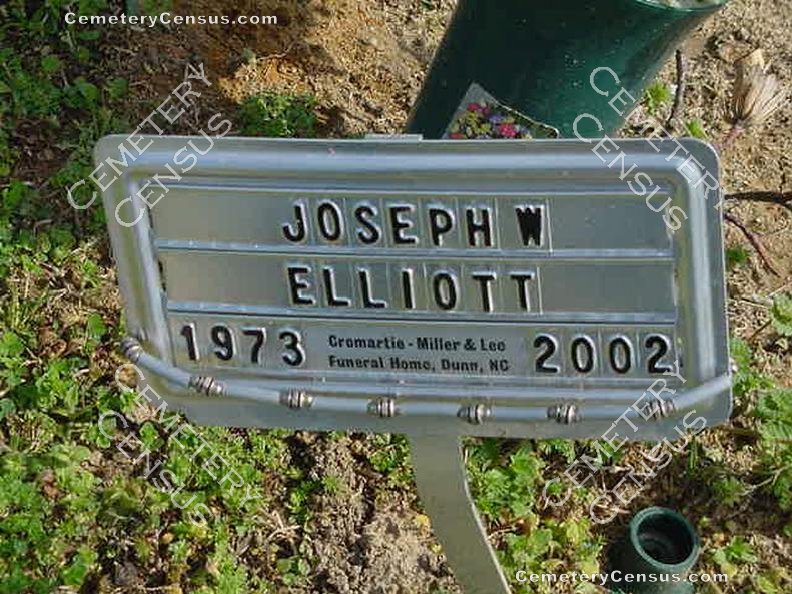 CemeteryCensus.com
CEMETERY
CENSUS
CEMETERY
CENSUS
JOSEPH W
ELLIOTT
1973 Cromartie - Miller & Lee 2002
Funeral Home, Dunn, NC
CEMETERY
CENSUS
CEMETERY
CENSUS
CemeteryCensus.com